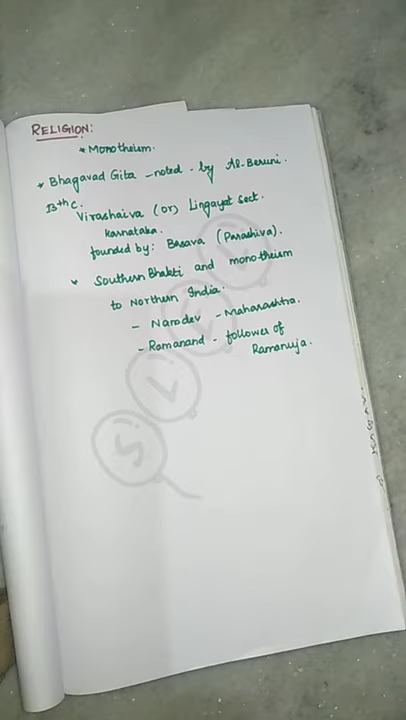 RELIGION:
* Monotheism.
* Bhagavad Gita - noted - by Al-Beruni.
13th C.
Virashaiva (or) Lingayat Sect.
Karnataka.
founded by: Basava (Parashiva).
* Southern Bhakti and monotheism
to Northern India.
- Narodev - Maharashtra.
- Ramanand - follower of
Ramanuja.
S L L L